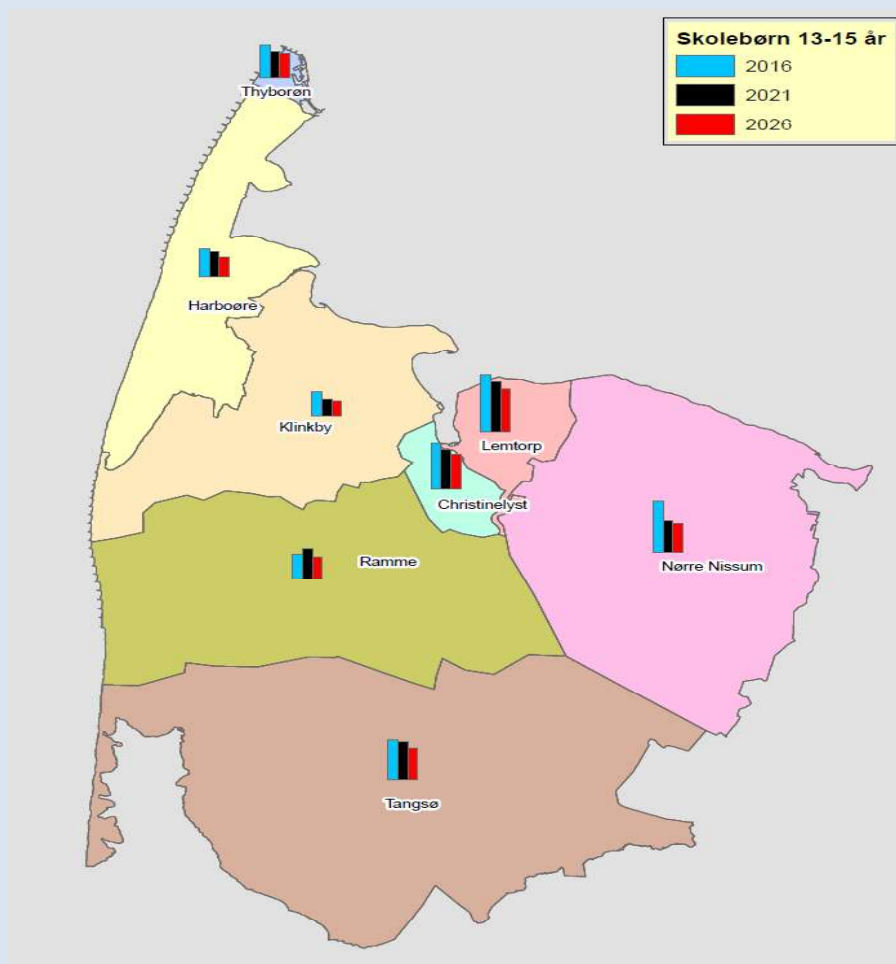 Skolebørn 13-15 år
2016
2021
2026
Thyborøn
Harboøre
Klinkby
Lemtorp
Christinelyst
Ramme
Nørre Nissum
Tangsø